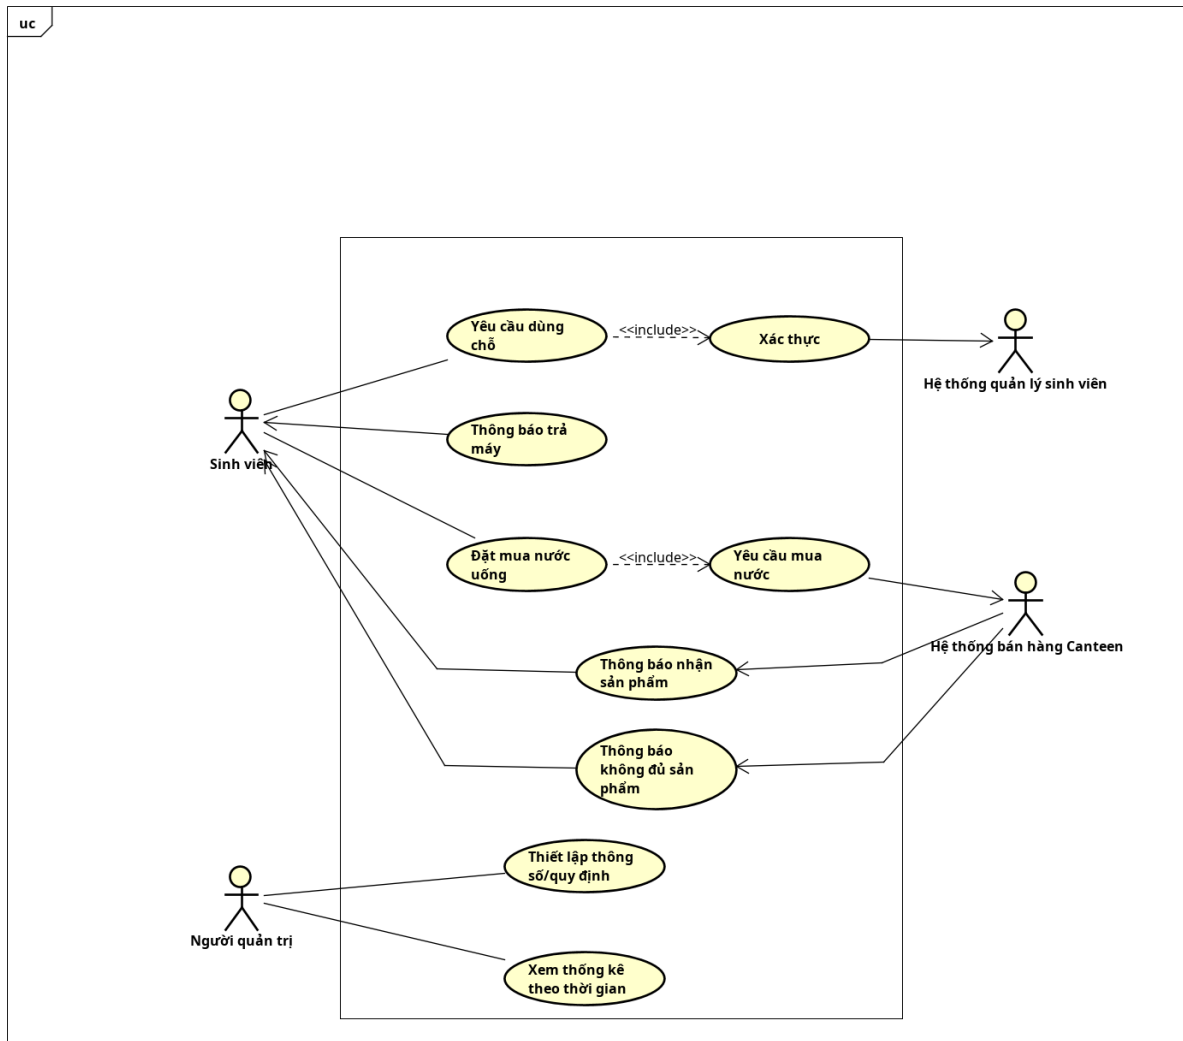 uc
Yêu cầu dùng
chỗ
<<include>>
Xác thực
Hệ thống quản lý sinh viên
Sinh viên
Thông báo trả
máy
Đặt mua nước
uống
<<include>>
Yêu cầu mua
nước
Hệ thống bán hàng Canteen
Thông báo nhận
sản phẩm
Thông báo
không đủ sản
phẩm
Thiết lập thông
số/quy định
Người quản trị
Xem thống kê
theo thời gian